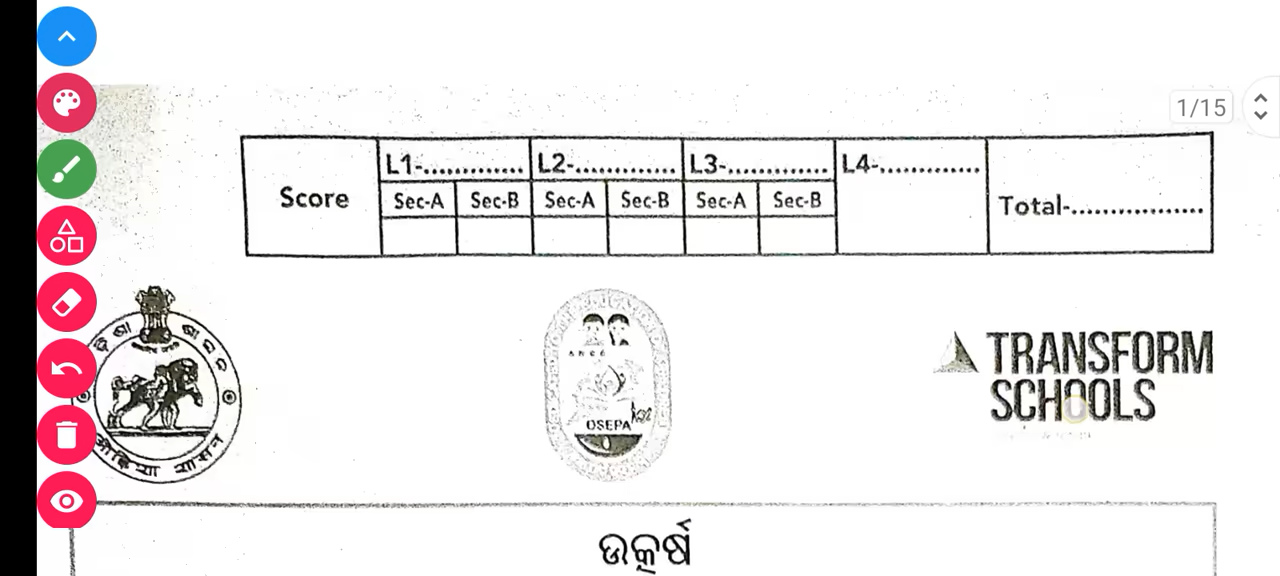 1/15
Score
L1-............. L2-............. L3-............. L4-.............
Sec-A Sec-B Sec-A Sec-B Sec-A Sec-B
Total-.................
OSEPA
TRANSFORM
SCHOOLS
ଉତ୍କର୍ଷ